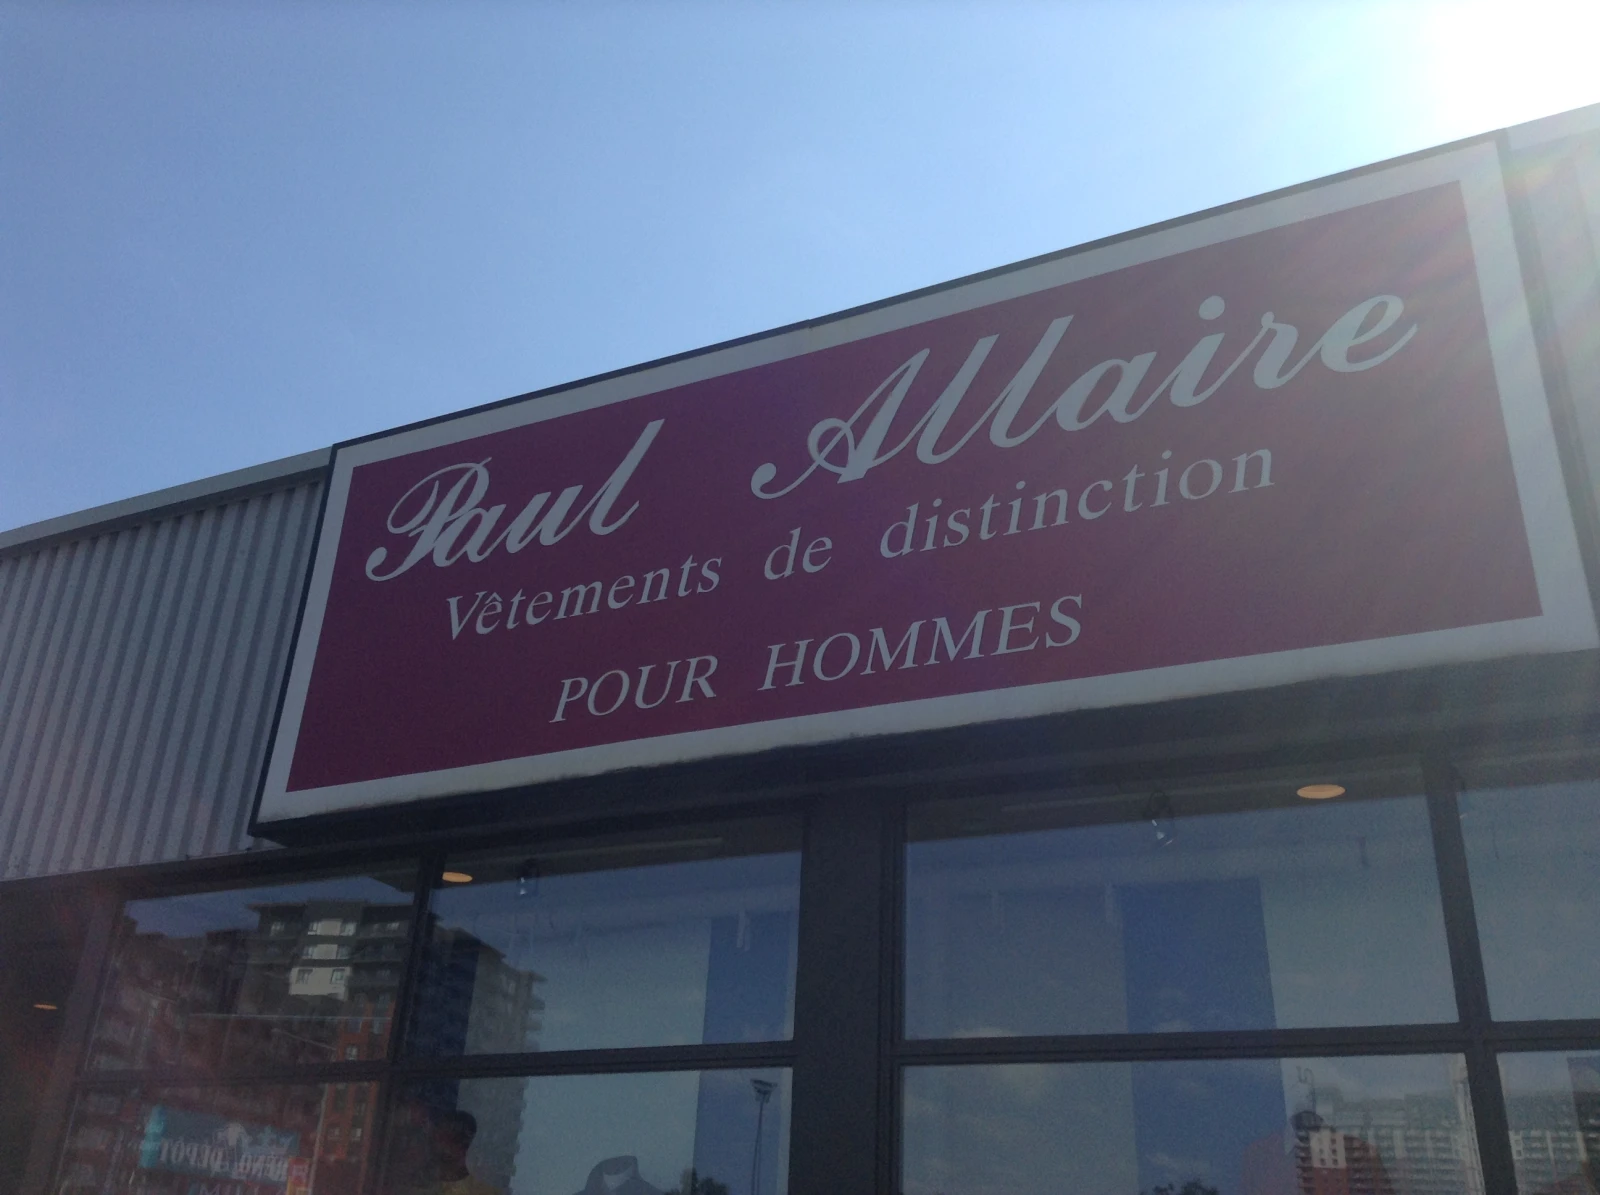 Paul Allaire
Vêtements de distinction
POUR HOMMES